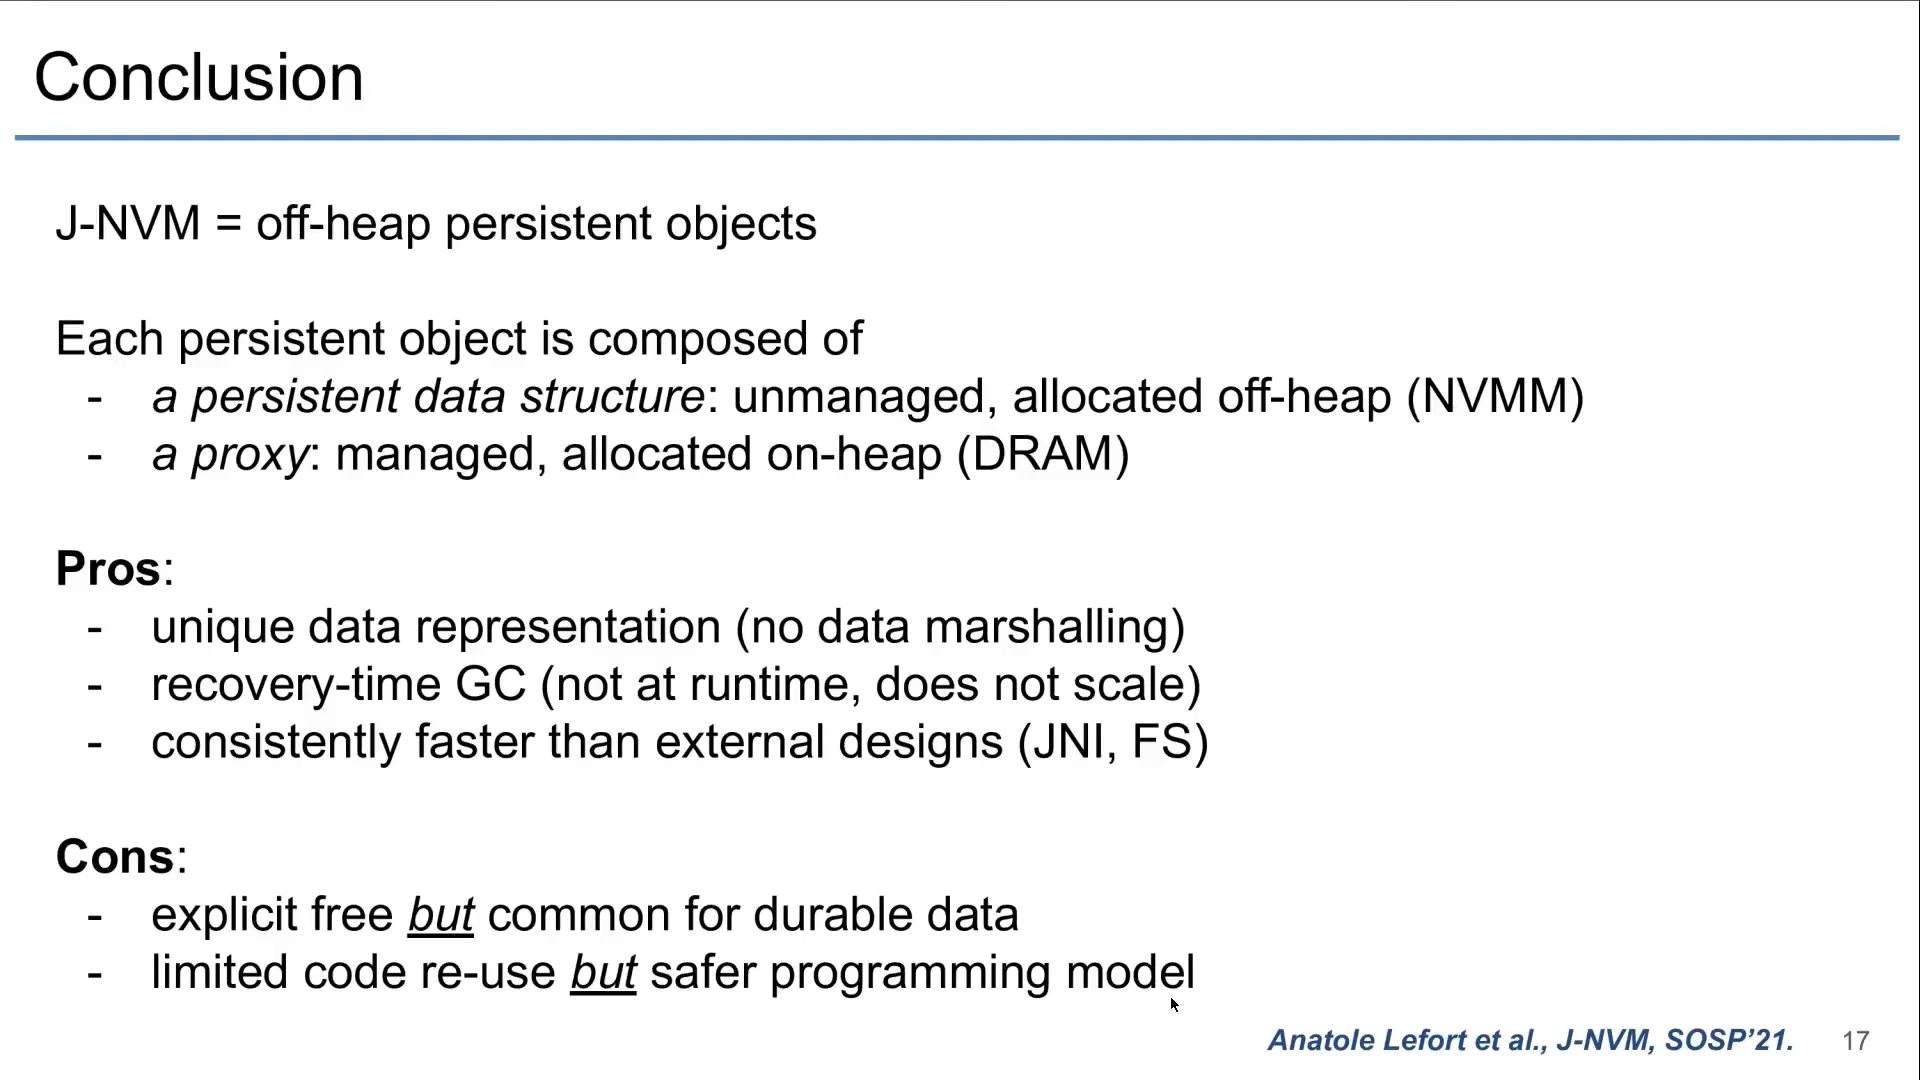 Conclusion
J-NVM = off-heap persistent objects
Each persistent object is composed of
- a persistent data structure: unmanaged, allocated off-heap (NVMM)
- a proxy: managed, allocated on-heap (DRAM)
Pros:
- unique data representation (no data marshalling)
- recovery-time GC (not at runtime, does not scale)
- consistently faster than external designs (JNI, FS)
Cons:
- explicit free but common for durable data
- limited code re-use but safer programming model
Anatole Lefort et al., J-NVM, SOSP’21. 17